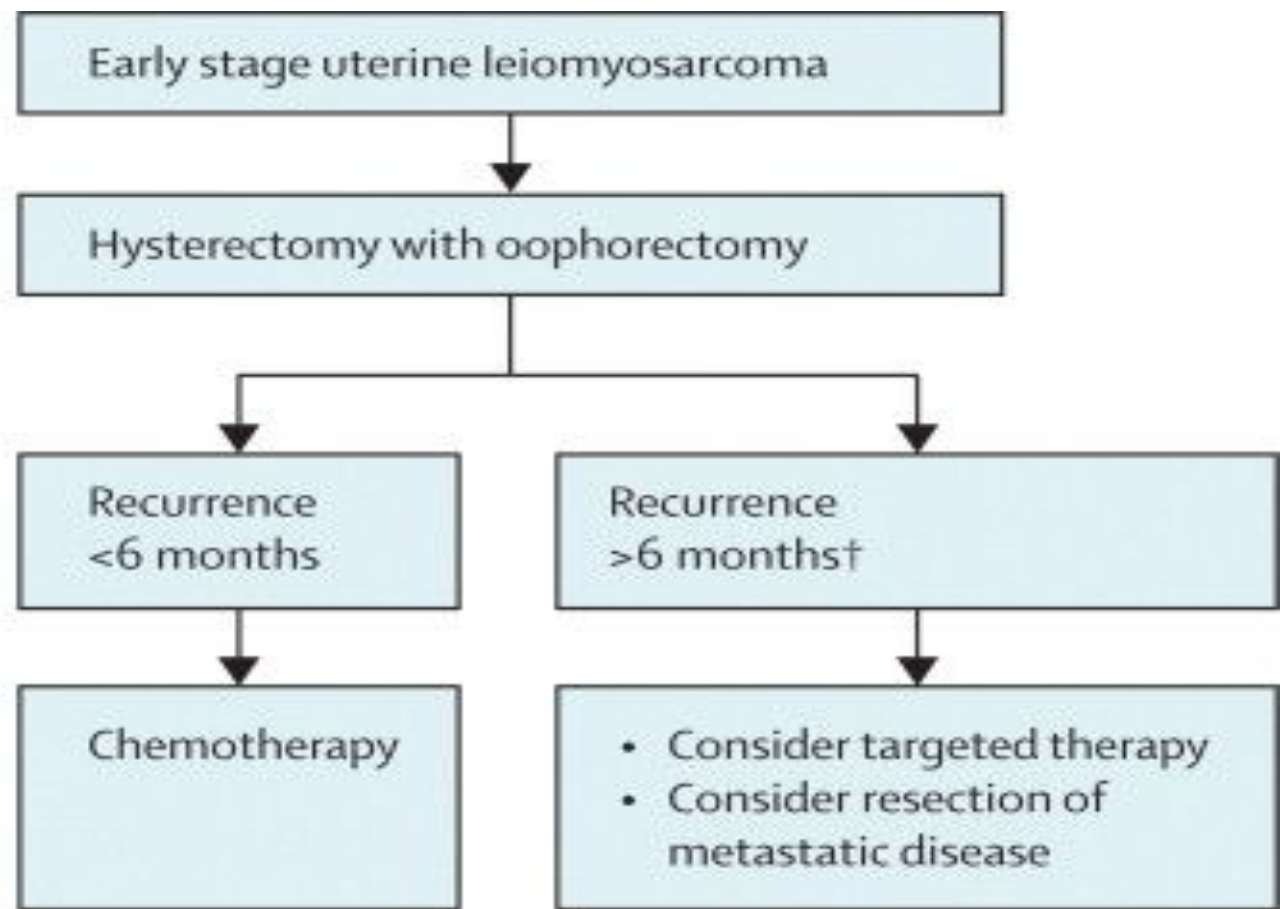 Early stage uterine leiomyosarcoma
Hysterectomy with oophorectomy
Recurrence
<6 months
Recurrence
>6 months†
Chemotherapy
• Consider targeted therapy
• Consider resection of
metastatic disease